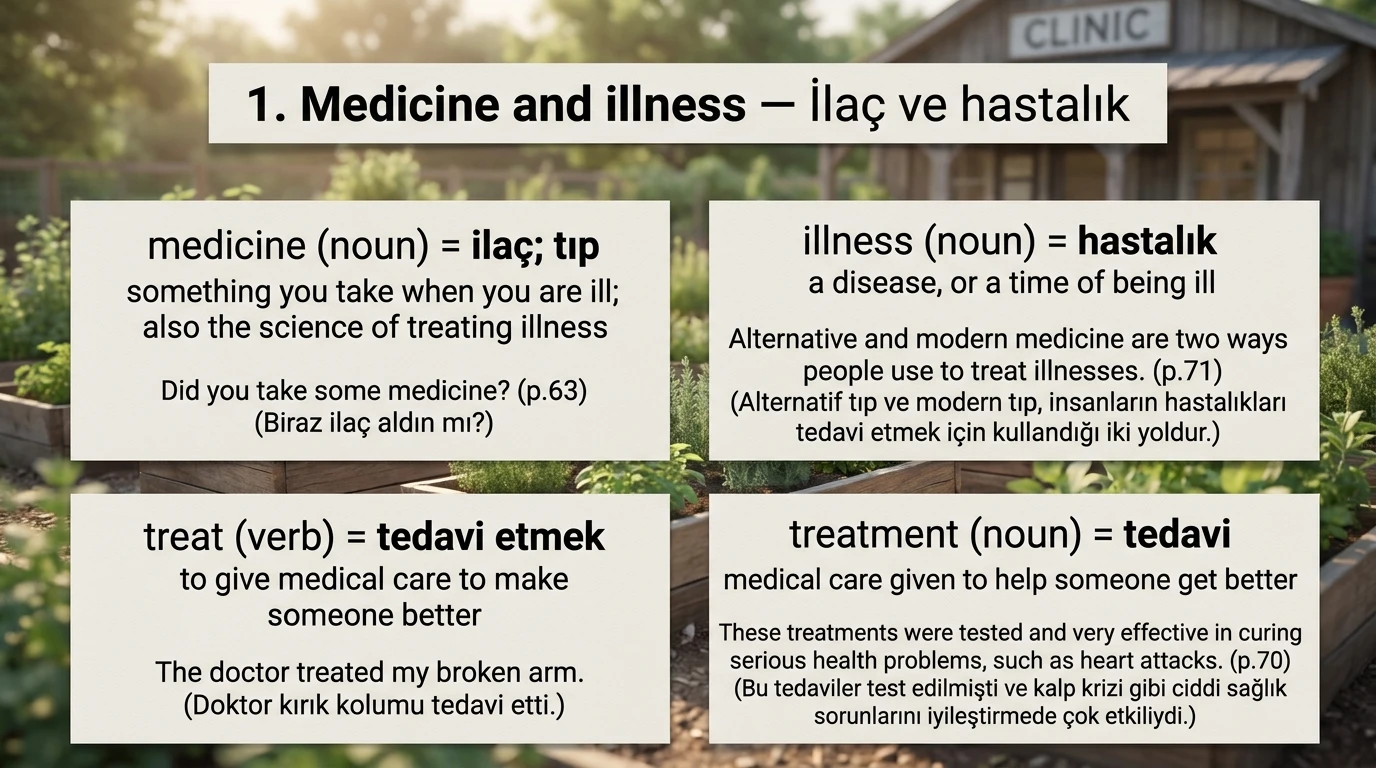 CLINIC
1. Medicine and illness — İlaç ve hastalık
medicine (noun) = ilaç; tıp
something you take when you are ill;
also the science of treating illness
Did you take some medicine? (p.63)
(Biraz ilaç aldın mı?)
illness (noun) = hastalık
a disease, or a time of being ill
Alternative and modern medicine are two ways
people use to treat illnesses. (p.71)
(Alternatif tıp ve modern tıp, insanların hastalıkları
tedavi etmek için kullandığı iki yoldur.)
treat (verb) = tedavi etmek
to give medical care to make
someone better
The doctor treated my broken arm.
(Doktor kırık kolumu tedavi etti.)
treatment (noun) = tedavi
medical care given to help someone get better
These treatments were tested and very effective in curing
serious health problems, such as heart attacks. (p.70)
(Bu tedaviler test edilmişti ve kalp krizi gibi ciddi sağlık
sorunlarını iyileştirmede çok etkiliydi.)